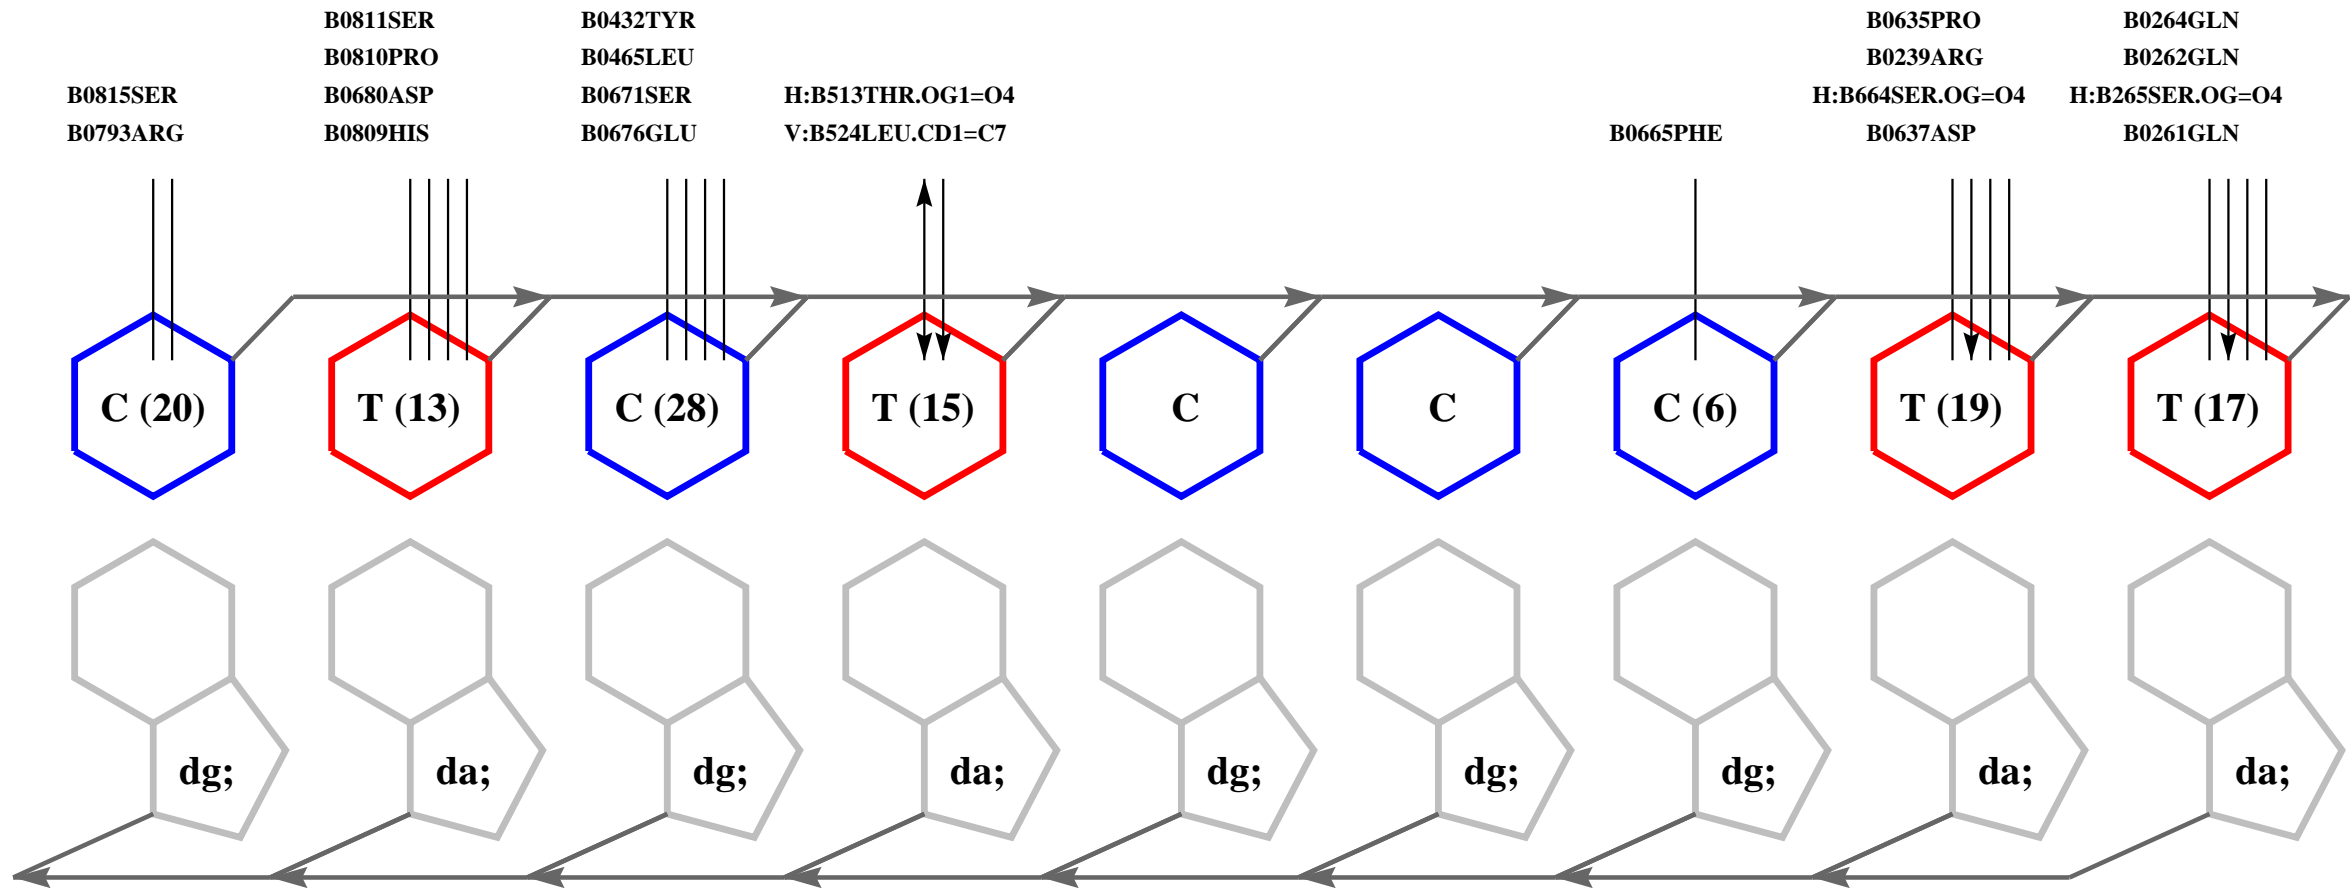 B0811SER B0432TYR B0635PRO B0264GLN
B0810PRO B0465LEU B0239ARG B0262GLN
B0815SER B0680ASP B0671SER H:B513THR.OG1=O4 H:B664SER.OG=O4 H:B265SER.OG=O4
B0793ARG B0809HIS B0676GLU V:B524LEU.CD1=C7 B0665PHE B0637ASP B0261GLN
C (20) T (13) C (28) T (15) C C C (6) T (19) T (17)
dg; da; dg; da; dg; dg; dg; da; da;